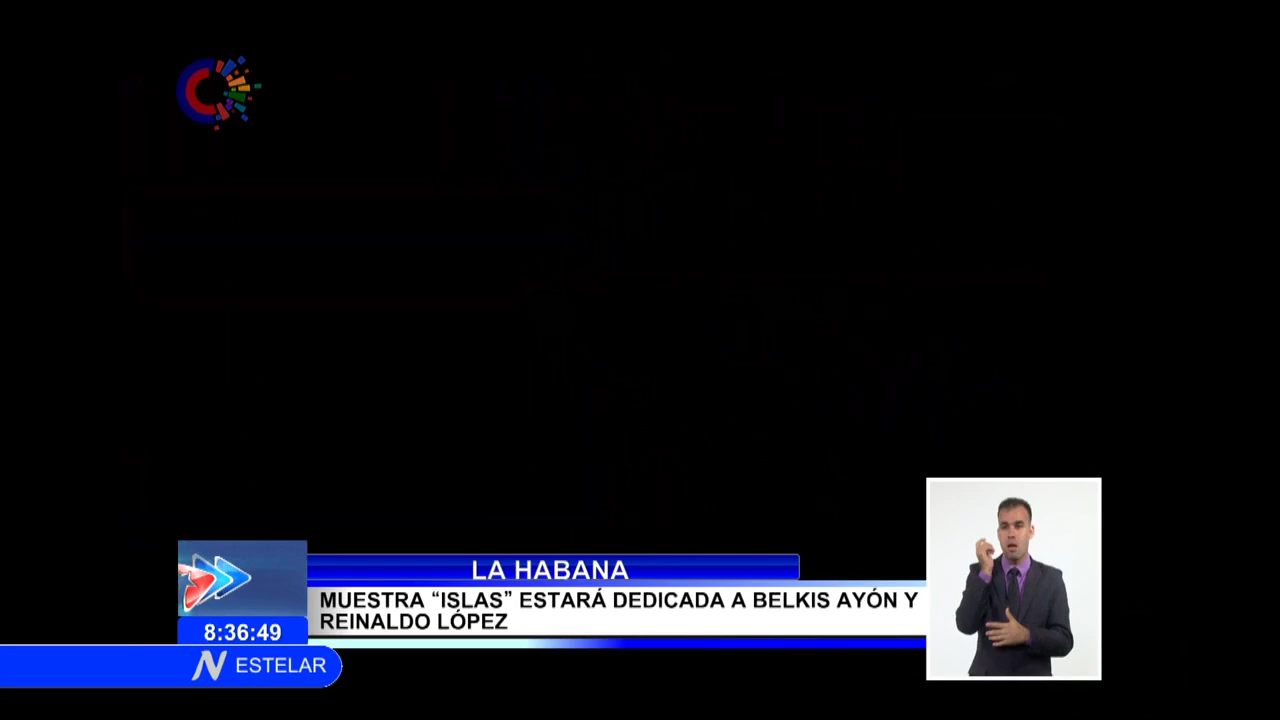 LA HABANA
MUESTRA “ISLAS” ESTARÁ DEDICADA A BELKIS AYÓN Y
REINALDO LÓPEZ
8:36:49
N ESTELAR